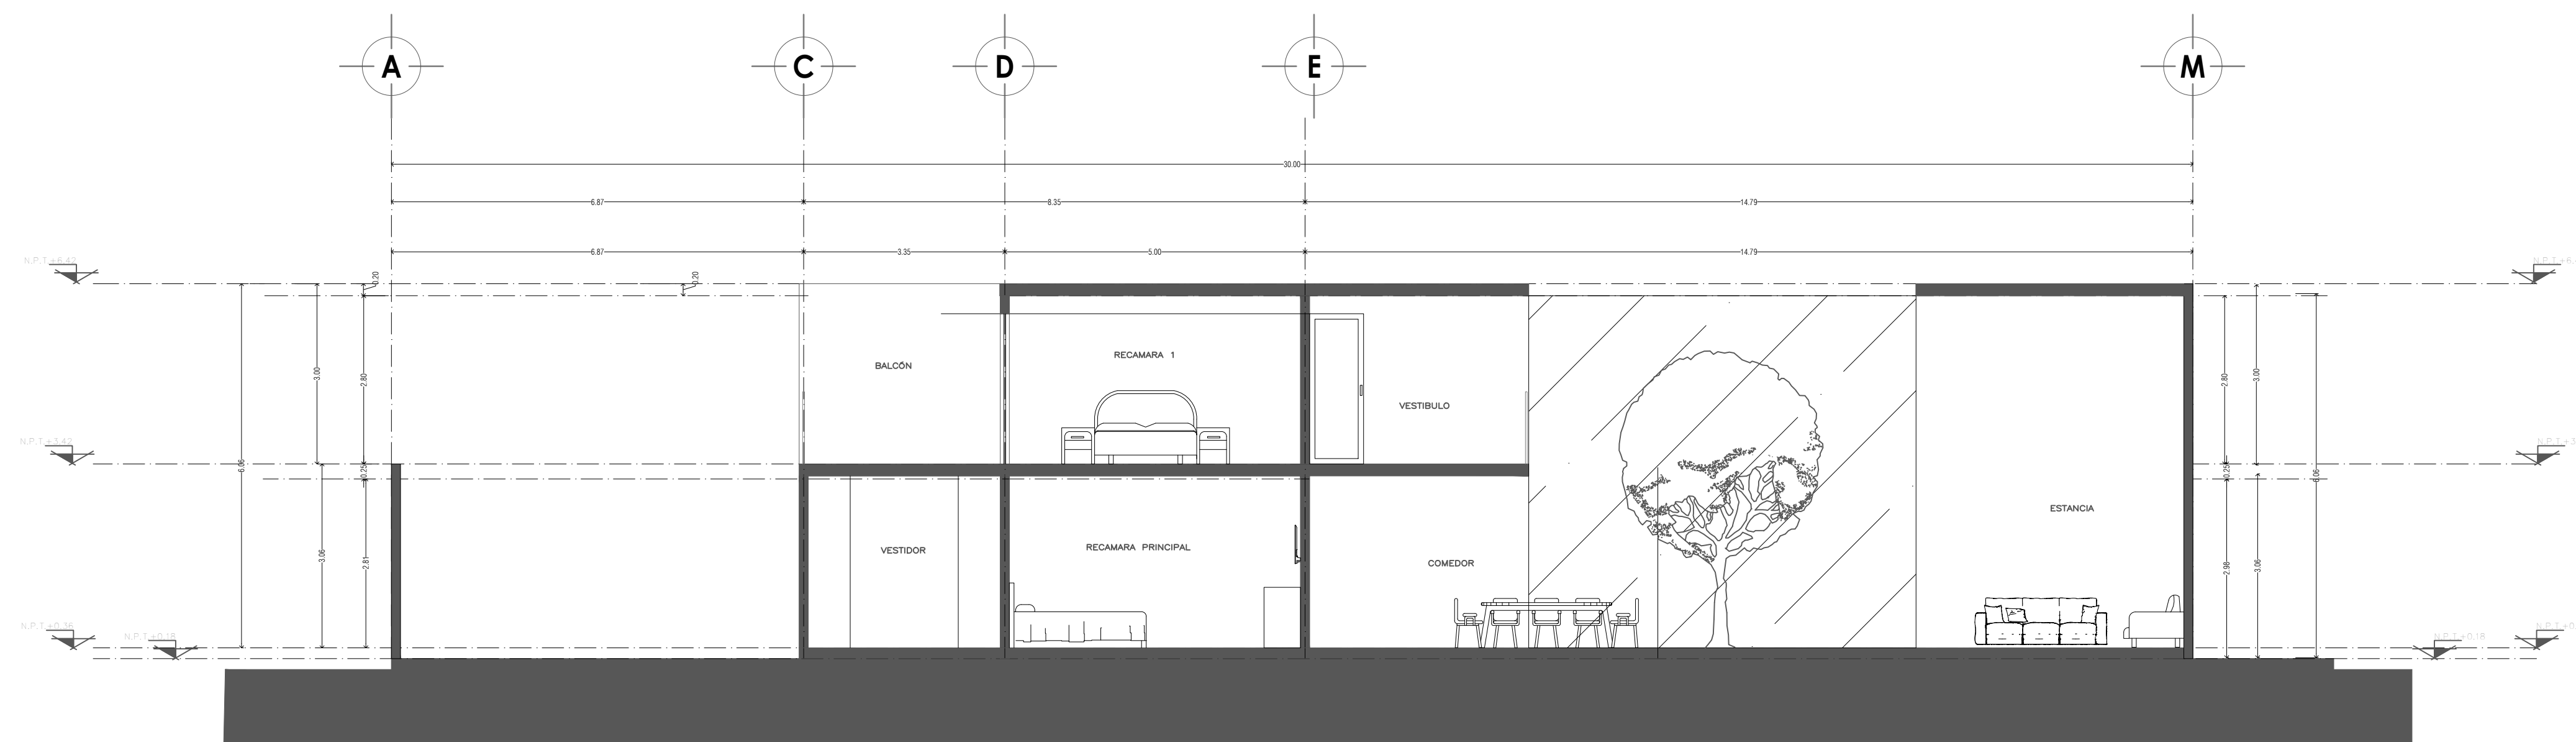 A
C
D
E
M
30.00
6.87
8.35
14.79
6.87
3.35
5.00
14.79
N.P.T.+6.42
N.P.T.+6.
0.20
0.20
3.00
2.80
BALCÓN
RECAMARA 1
VESTIBULO
2.80
3.00
N.P.T.+3.42
N.P.T.+3
6.06
0.25
0.25
6.06
ESTANCIA
VESTIDOR
RECAMARA PRINCIPAL
COMEDOR
3.06
2.81
2.98
3.06
N.P.T.+0.36
N.P.T.+0.18
N.P.T.+0.18
N.P.T.+0.